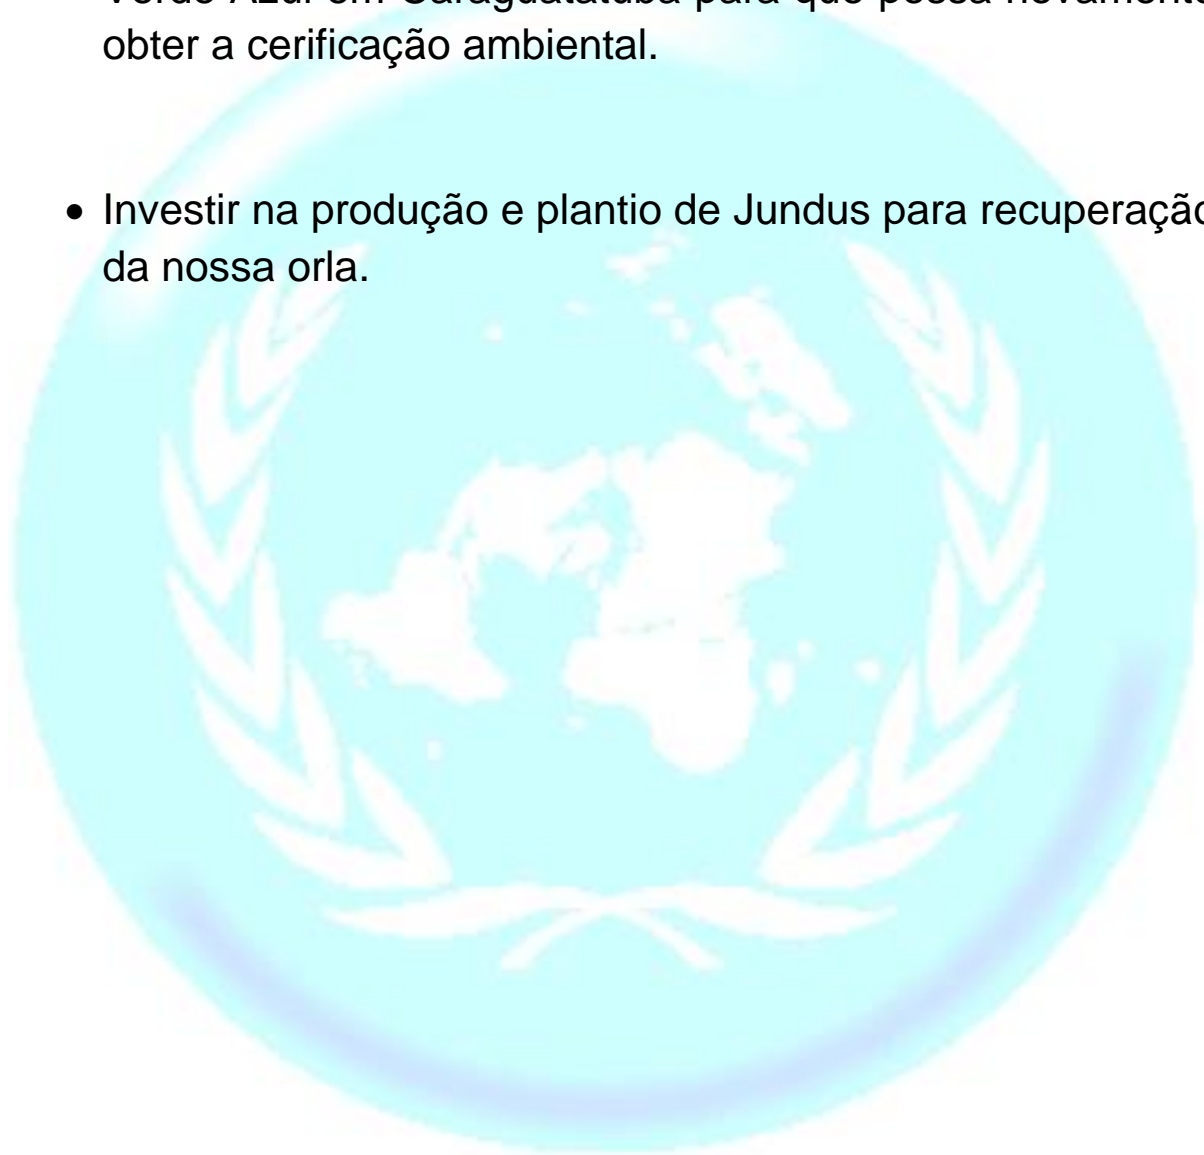 Verde Azul em Caraguatatuba para que possa novamente
obter a cerificação ambiental.
• Investir na produção e plantio de Jundus para recuperação
da nossa orla.